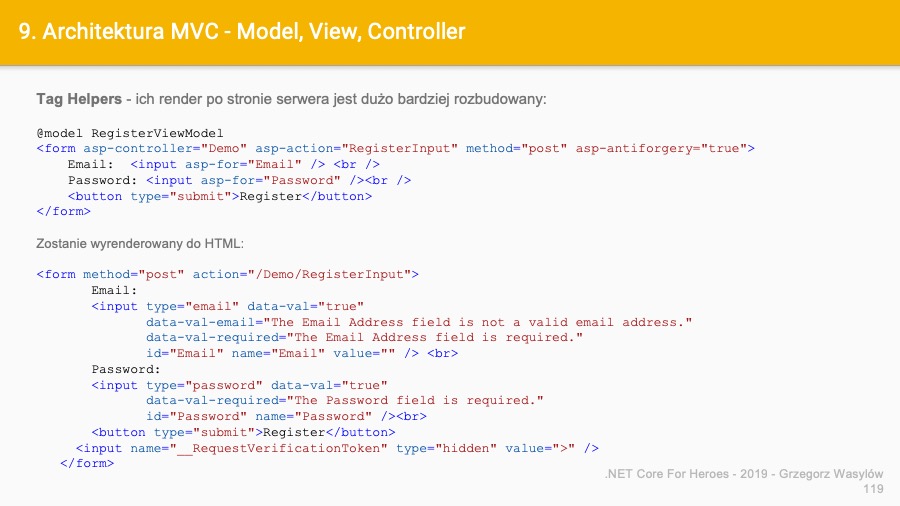 9. Architektura MVC - Model, View, Controller
Tag Helpers - ich render po stronie serwera jest dużo bardziej rozbudowany:
@model RegisterViewModel
<form asp-controller="Demo" asp-action="RegisterInput" method="post" asp-antiforgery="true">
    Email:  <input asp-for="Email" /> <br />
    Password: <input asp-for="Password" /><br />
    <button type="submit">Register</button>
</form>
Zostanie wyrenderowany do HTML:
<form method="post" action="/Demo/RegisterInput">
       Email:
       <input type="email" data-val="true"
              data-val-email="The Email Address field is not a valid email address."
              data-val-required="The Email Address field is required."
              id="Email" name="Email" value="" /> <br>
       Password:
       <input type="password" data-val="true"
              data-val-required="The Password field is required."
              id="Password" name="Password" /><br>
       <button type="submit">Register</button>
     <input name="__RequestVerificationToken" type="hidden" value=">" />
   </form>
.NET Core For Heroes - 2019 - Grzegorz Wasylów
119